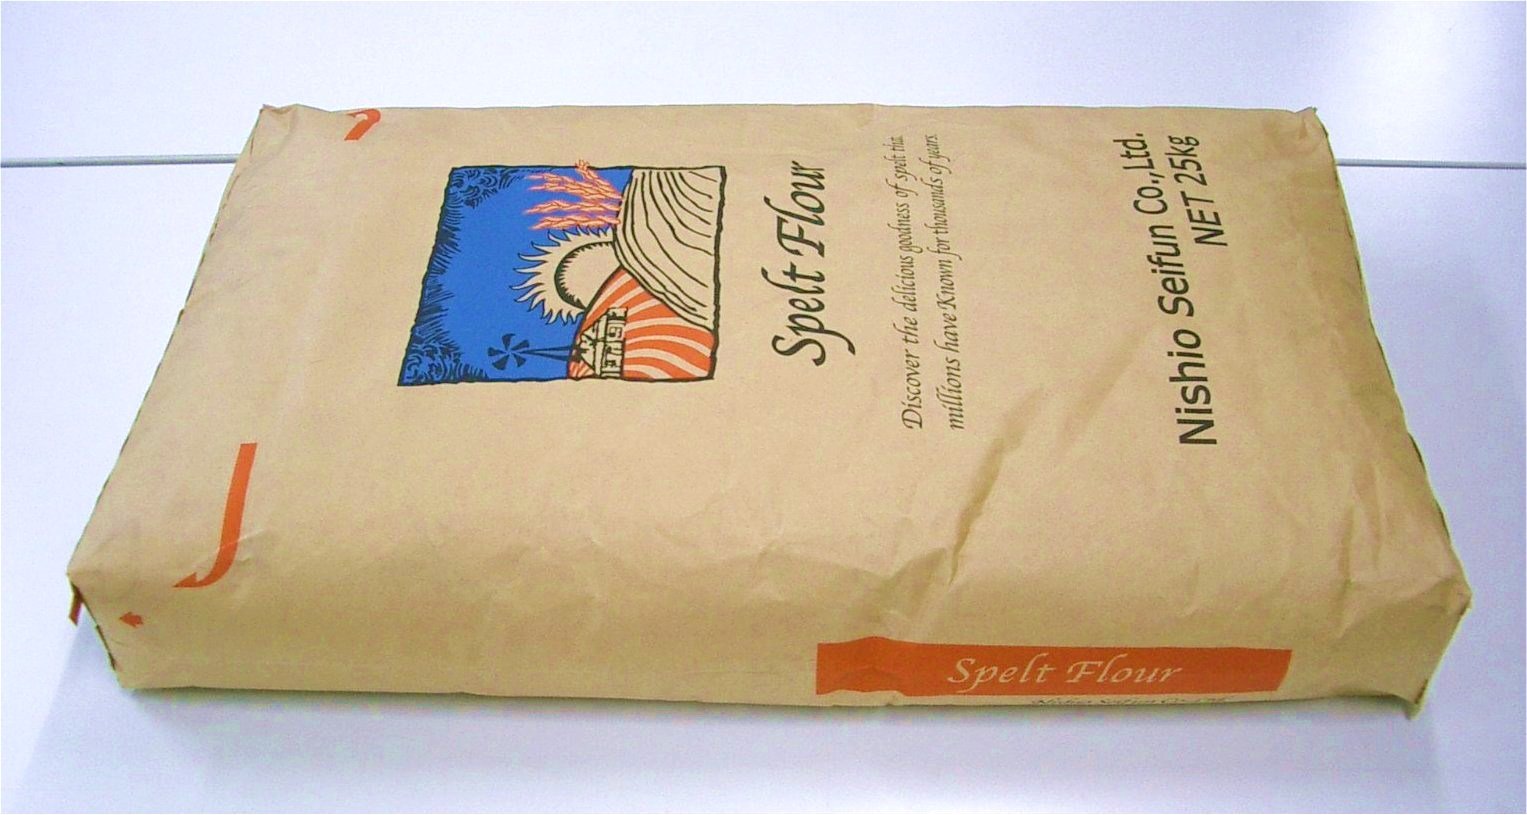 Spelt Flour
Discover the delicious goodness of spelt that
millions have Known for thousands of years.
Nishio Seifun Co.,Ltd.
NET 25kg
Spelt Flour